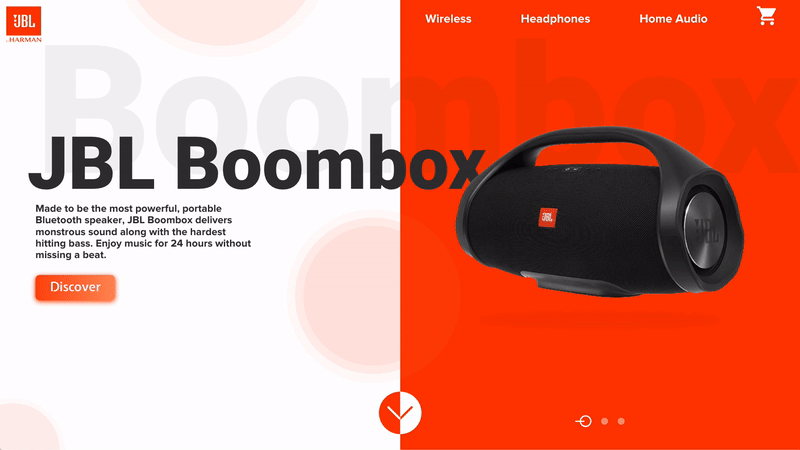 JBL
by HARMAN
Wireless
Headphones
Home Audio
Boombox
JBL Boombox
Made to be the most powerful, portable
Bluetooth speaker, JBL Boombox delivers
monstrous sound along with the hardest
hitting bass. Enjoy music for 24 hours without
missing a beat.
Discover
JBL
JBL